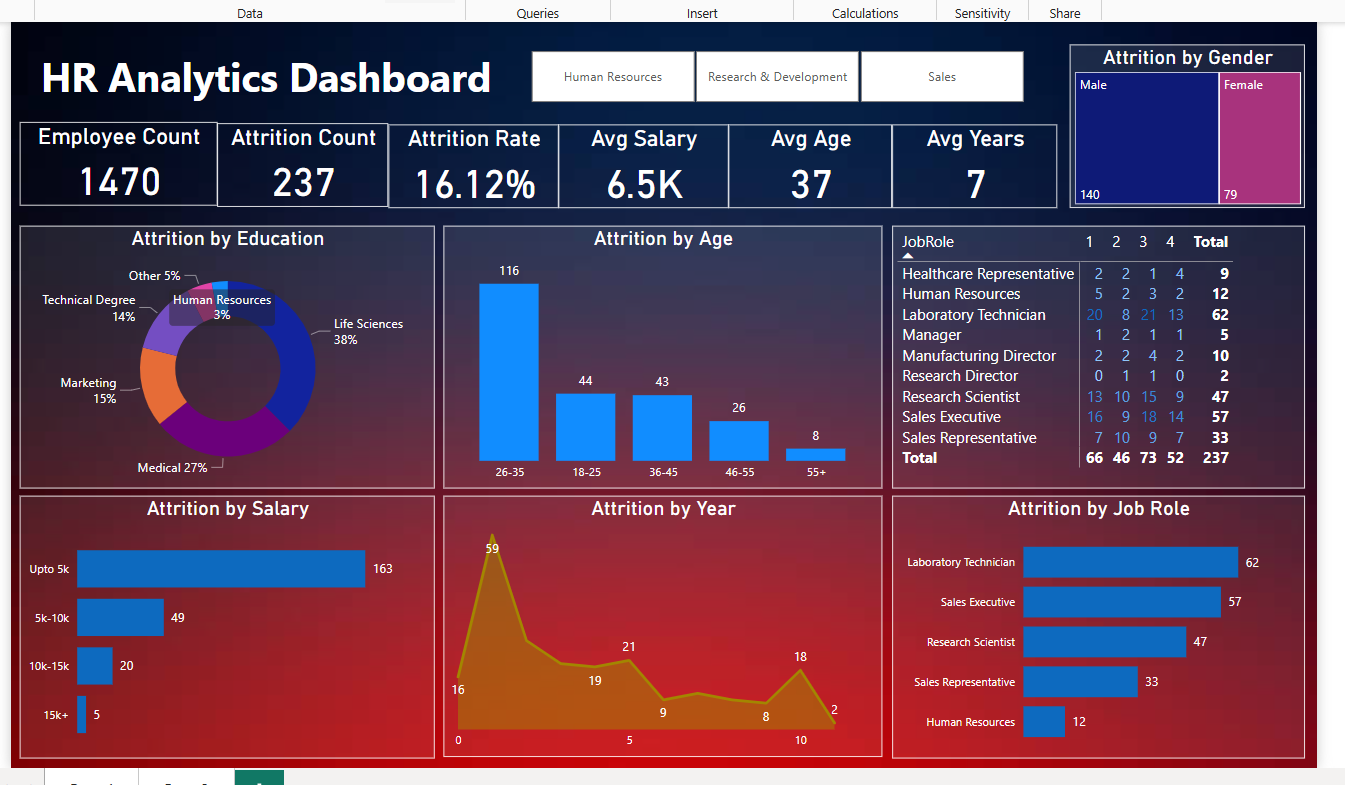 Data Queries Insert Calculations Sensitivity Share
HR Analytics Dashboard
Human Resources Research & Development Sales
Attrition by Gender
Male Female
140 79
Employee Count Attrition Count Attrition Rate Avg Salary Avg Age Avg Years
1470 237 16.12% 6.5K 37 7
Attrition by Education
Other 5%
Human Resources
3%
Technical Degree
14%
Life Sciences
38%
Marketing
15%
Medical 27%
Attrition by Age
116
44
43
26
8
26-35 18-25 36-45 46-55 55+
JobRole 1 2 3 4 Total
Healthcare Representative 2 2 1 4 9
Human Resources 5 2 3 2 12
Laboratory Technician 20 8 21 13 62
Manager 1 2 1 1 5
Manufacturing Director 2 2 4 2 10
Research Director 0 1 1 0 2
Research Scientist 13 10 15 9 47
Sales Executive 16 9 18 14 57
Sales Representative 7 10 9 7 33
Total 66 46 73 52 237
Attrition by Salary
Upto 5k 163
5k-10k 49
10k-15k 20
15k+ 5
Attrition by Year
59
21
18
16
19
9
8
2
0 5 10
Attrition by Job Role
Laboratory Technician 62
Sales Executive 57
Research Scientist 47
Sales Representative 33
Human Resources 12